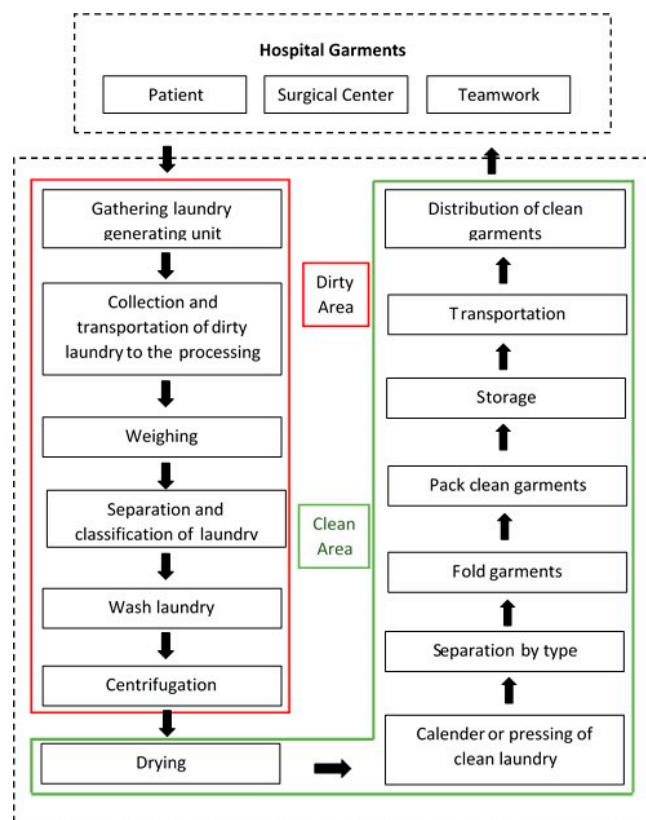 Hospital Garments
Patient
Surgical Center
Teamwork
Gathering laundry
generating unit
Collection and
transportation of dirty
laundry to the processing
Weighing
Separation and
classification of laundry
Wash laundry
Centrifugation
Drying
Dirty
Area
Clean
Area
Distribution of clean
garments
Transportation
Storage
Pack clean garments
Fold garments
Separation by type
Calender or pressing of
clean laundry